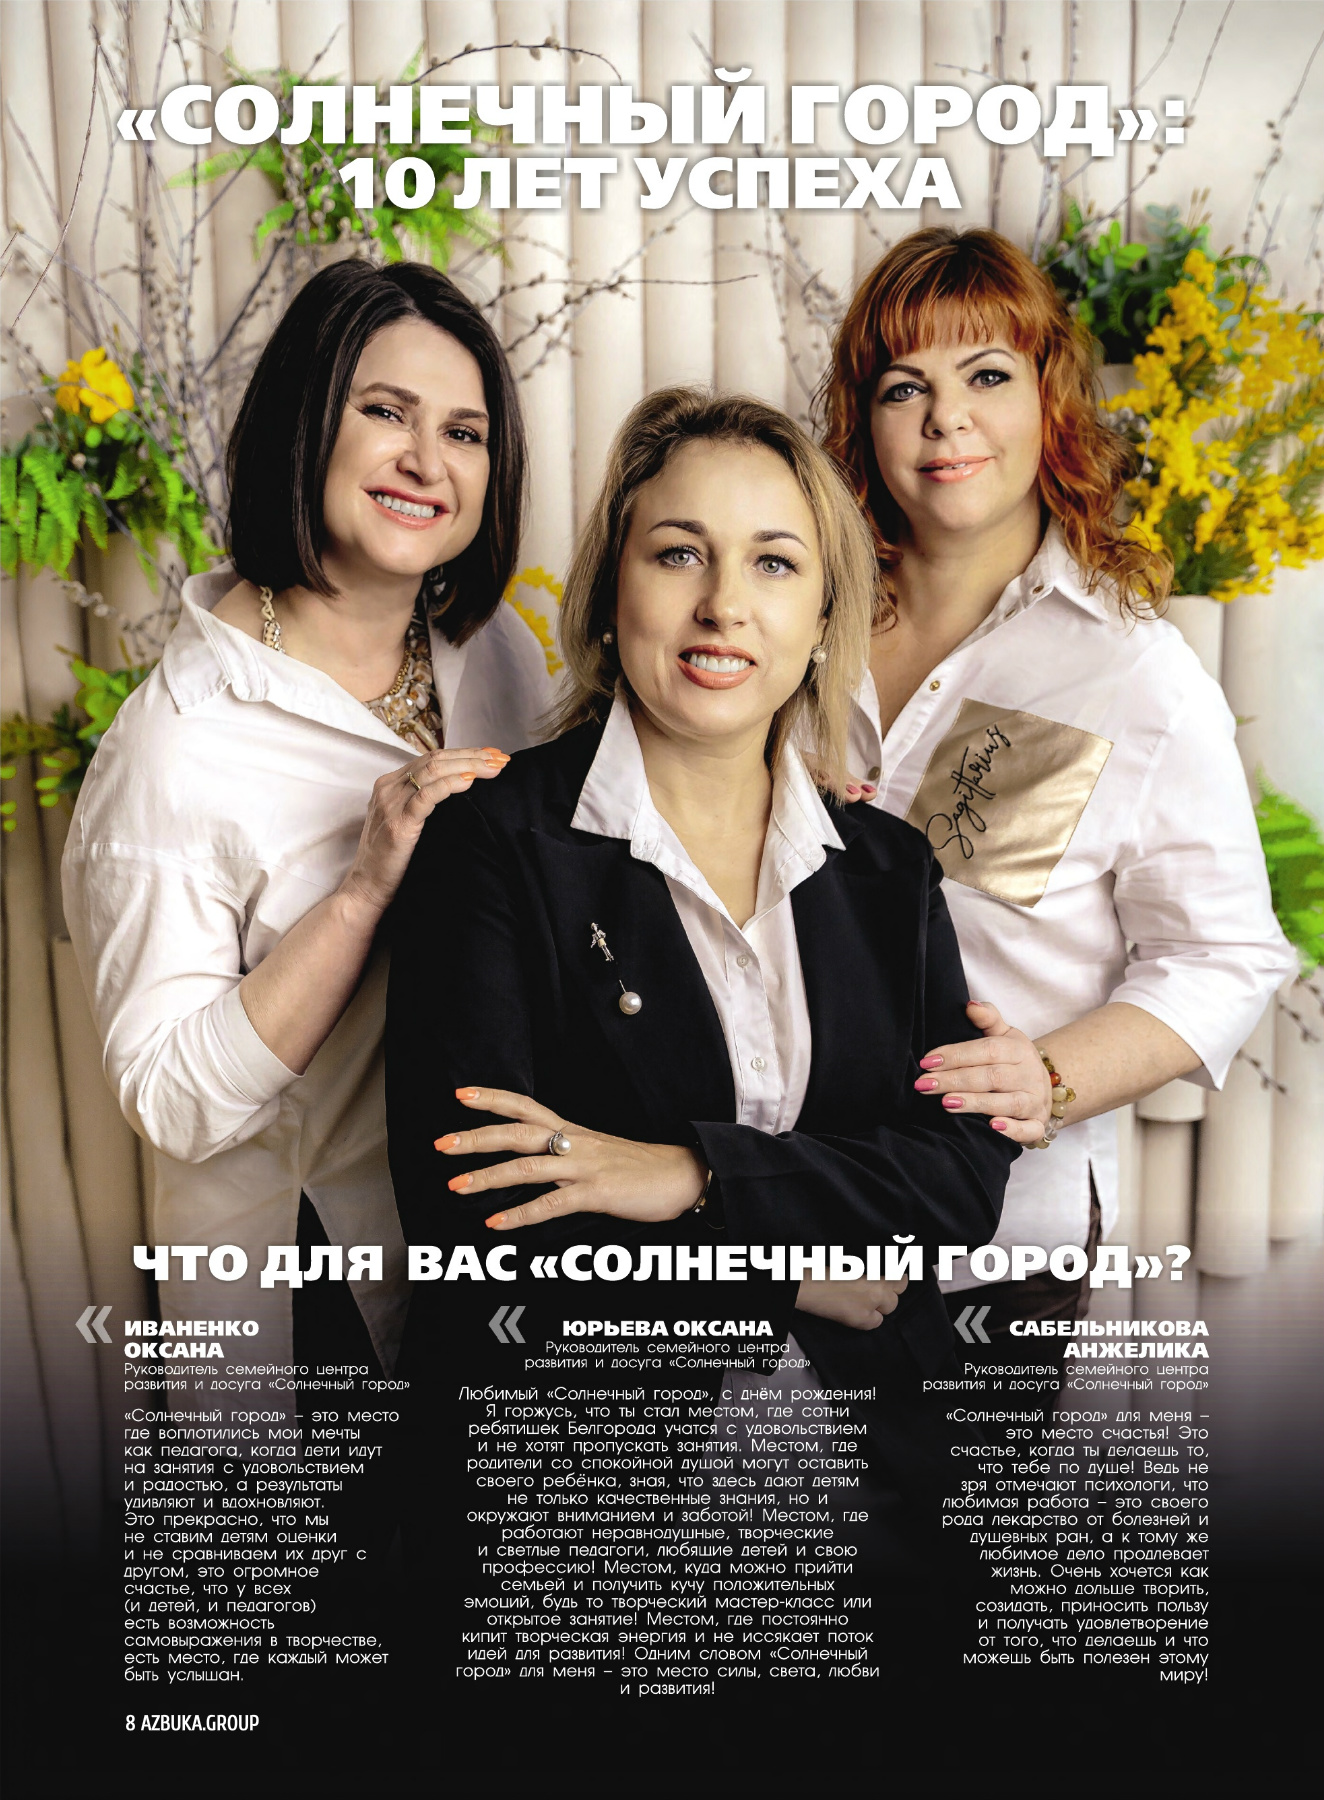 «СОЛНЕЧНЫЙ ГОРОД»:
10 ЛЕТ УСПЕХА
Sagittarius
ЧТО ДЛЯ ВАС «СОЛНЕЧНЫЙ ГОРОД»?
«
ИВАНЕНКО
ОКСАНА
Руководитель семейного центра
развития и досуга «Солнечный город»
«Солнечный город» – это место
где воплотились мои мечты
как педагога, когда дети идут
на занятия с удовольствием
и радостью, а результаты
удивляют и вдохновляют.
Это прекрасно, что мы
не ставим детям оценки
и не сравниваем их друг с
другом, это огромное
счастье, что у всех
(и детей, и педагогов)
есть возможность
самовыражения в творчестве,
есть место, где каждый может
быть услышан.
«
ЮРЬЕВА ОКСАНА
Руководитель семейного центра
развития и досуга «Солнечный город»
Любимый «Солнечный город», с днём рождения!
Я горжусь, что ты стал местом, где сотни
ребятишек Белгорода учатся с удовольствием
и не хотят пропускать занятия. Местом, где
родители со спокойной душой могут оставить
своего ребёнка, зная, что здесь дают детям
не только качественные знания, но и
окружают вниманием и заботой! Местом, где
работают неравнодушные, творческие
и светлые педагоги, любящие детей и свою
профессию! Местом, куда можно прийти
семьей и получить кучу положительных
эмоций, будь то творческий мастер-класс или
открытое занятие! Местом, где постоянно
кипит творческая энергия и не иссякает поток
идей для развития! Одним словом «Солнечный
город» для меня – это место силы, света, любви
и развития!
«
САБЕЛЬНИКОВА
АНЖЕЛИКА
Руководитель семейного центра
развития и досуга «Солнечный город»
«Солнечный город» для меня –
это место счастья! Это
счастье, когда ты делаешь то,
что тебе по душе! Ведь не
зря отмечают психологи, что
любимая работа – это своего
рода лекарство от болезней и
душевных ран, а к тому же
любимое дело продлевает
жизнь. Очень хочется как
можно дольше творить,
созидать, приносить пользу
и получать удовлетворение
от того, что делаешь и что
можешь быть полезен этому
миру!
8 AZBUKA.GROUP